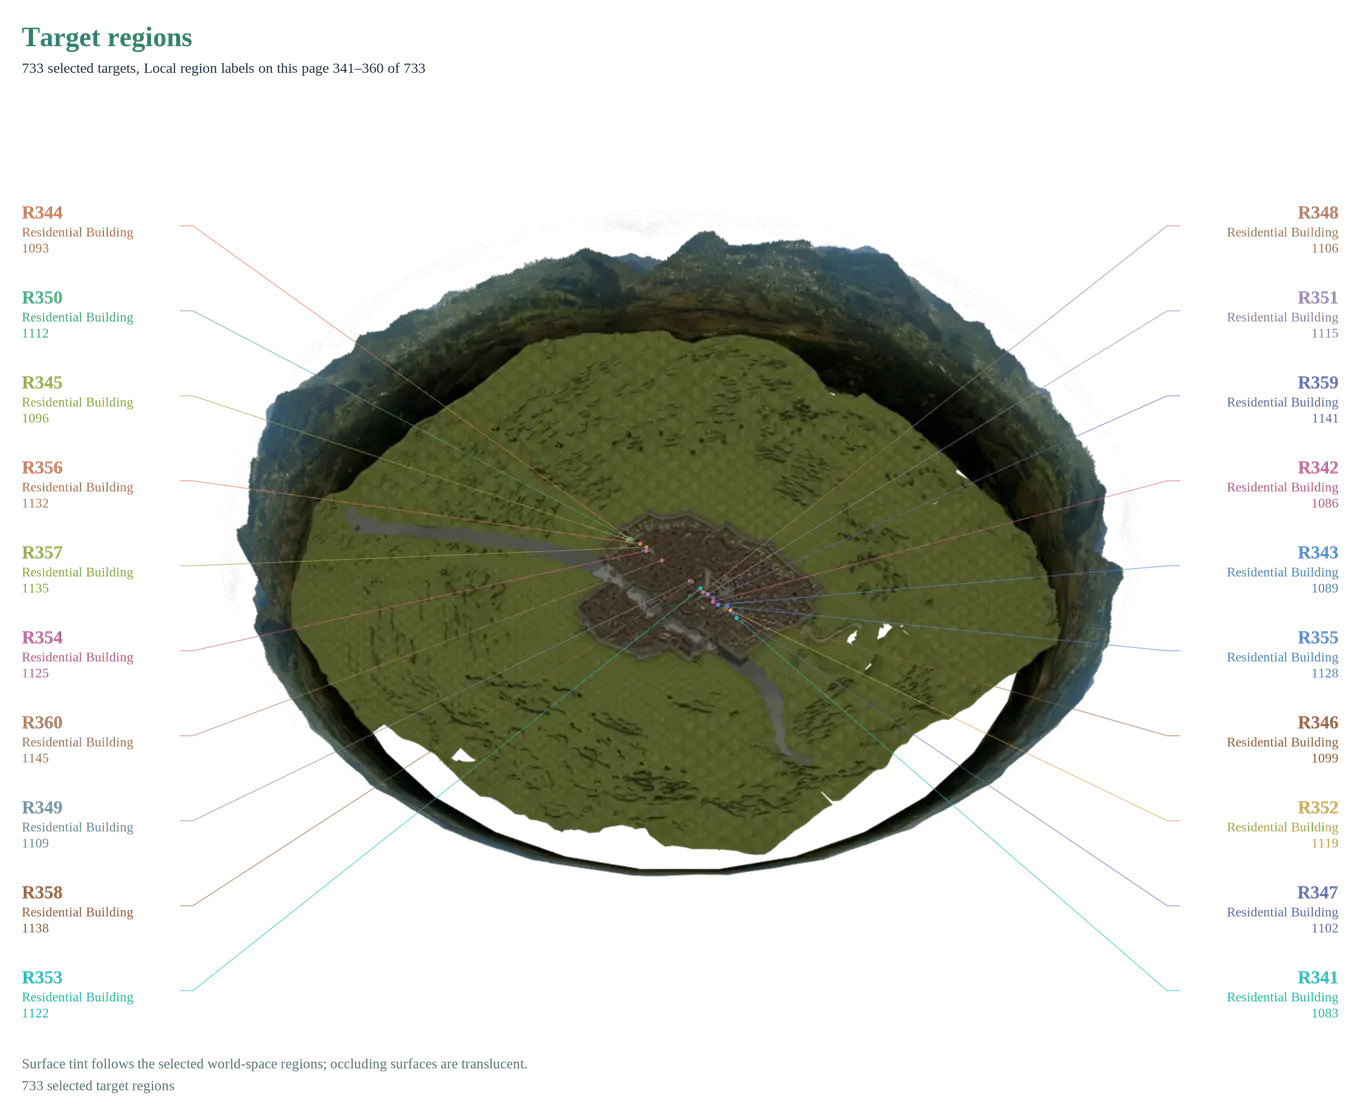 Target regions
733 selected targets, Local region labels on this page 341–360 of 733
R344
Residential Building
1093
R350
Residential Building
1112
R345
Residential Building
1096
R356
Residential Building
1132
R357
Residential Building
1135
R354
Residential Building
1125
R360
Residential Building
1145
R349
Residential Building
1109
R358
Residential Building
1138
R353
Residential Building
1122
R348
Residential Building
1106
R351
Residential Building
1115
R359
Residential Building
1141
R342
Residential Building
1086
R343
Residential Building
1089
R355
Residential Building
1128
R346
Residential Building
1099
R352
Residential Building
1119
R347
Residential Building
1102
R341
Residential Building
1083
Surface tint follows the selected world-space regions; occluding surfaces are translucent.
733 selected target regions